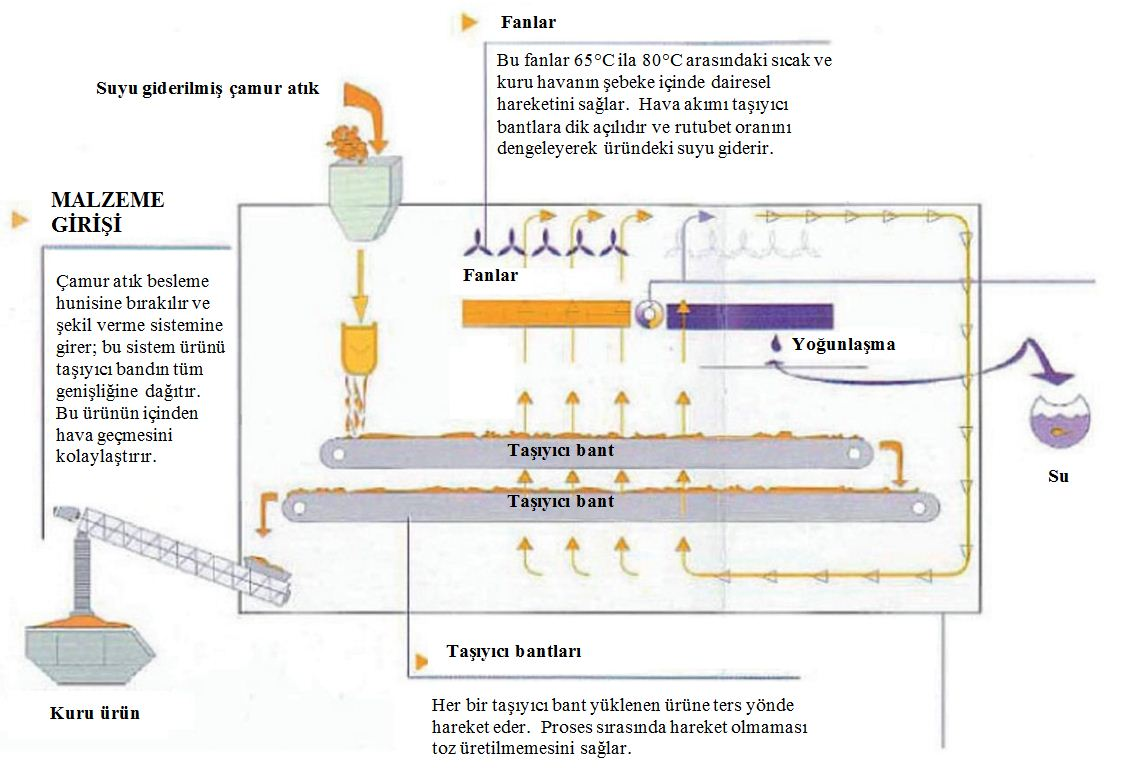 Fanlar
Bu fanlar 65°C ila 80°C arasındaki sıcak ve
kuru havanın şebeke içinde dairesel
hareketini sağlar. Hava akımı taşıyıcı
bantlara dik açılıdır ve rutubet oranını
dengeleyerek üründeki suyu giderir.
Suyu giderilmiş çamur atık
MALZEME
GİRİŞİ
Çamur atık besleme
hunisine bırakılır ve
şekil verme sistemine
girer; bu sistem ürünü
taşıyıcı bandın tüm
genişliğine dağıtır.
Bu ürünün içinden
hava geçmesini
kolaylaştırır.
Fanlar
Yoğunlaşma
Su
Taşıyıcı bant
Taşıyıcı bant
Kuru ürün
Taşıyıcı bantları
Her bir taşıyıcı bant yüklenen ürüne ters yönde
hareket eder. Proses sırasında hareket olmaması
toz üretilmemesini sağlar.